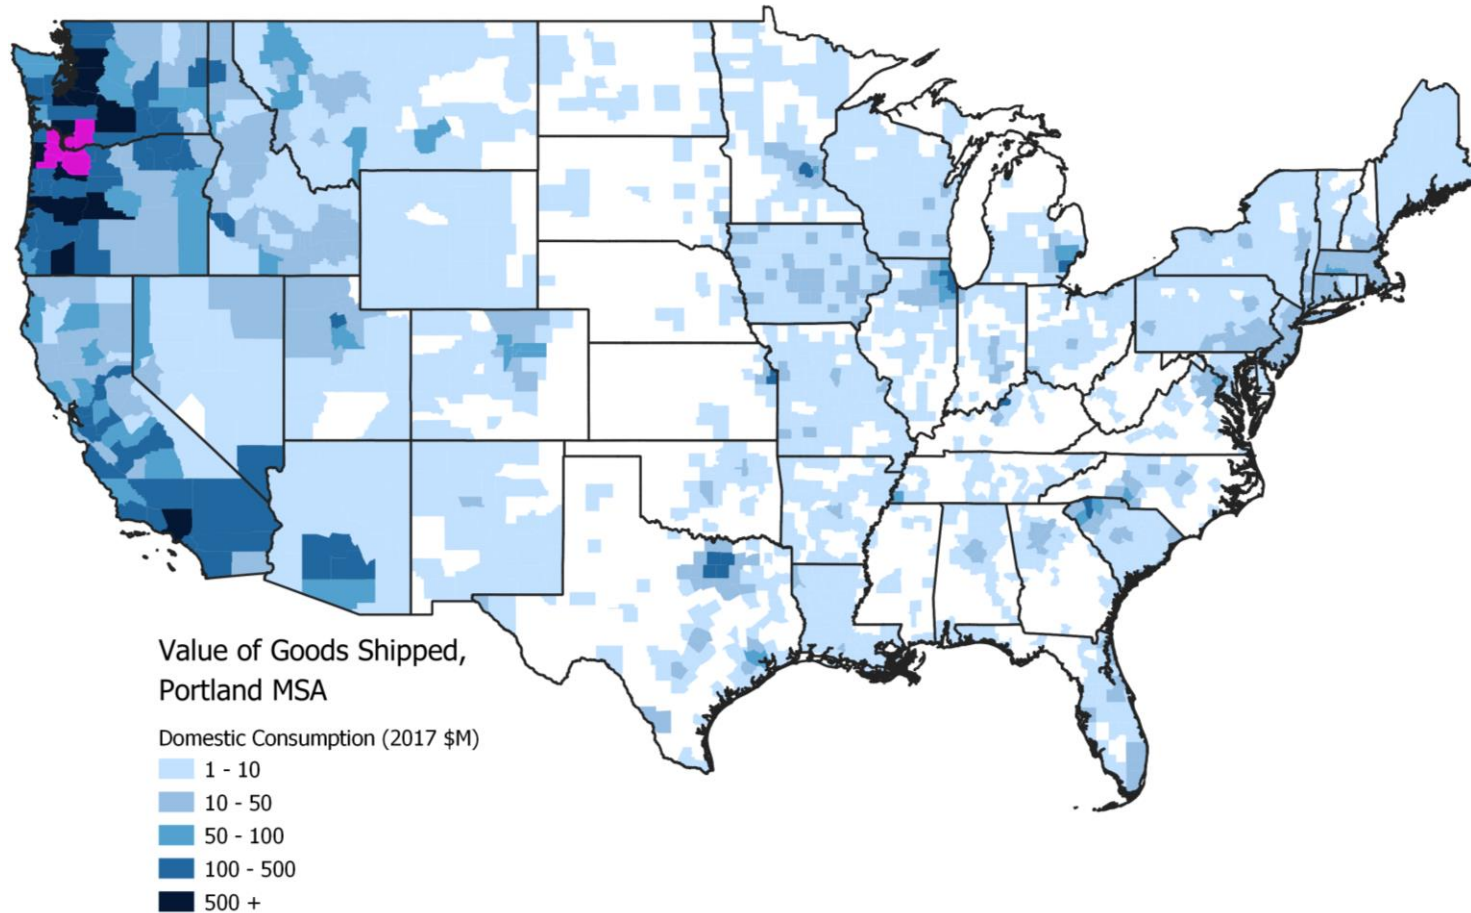 Value of Goods Shipped,
Portland MSA
Domestic Consumption (2017 $M)
1 - 10
10 - 50
50 - 100
100 - 500
500 +